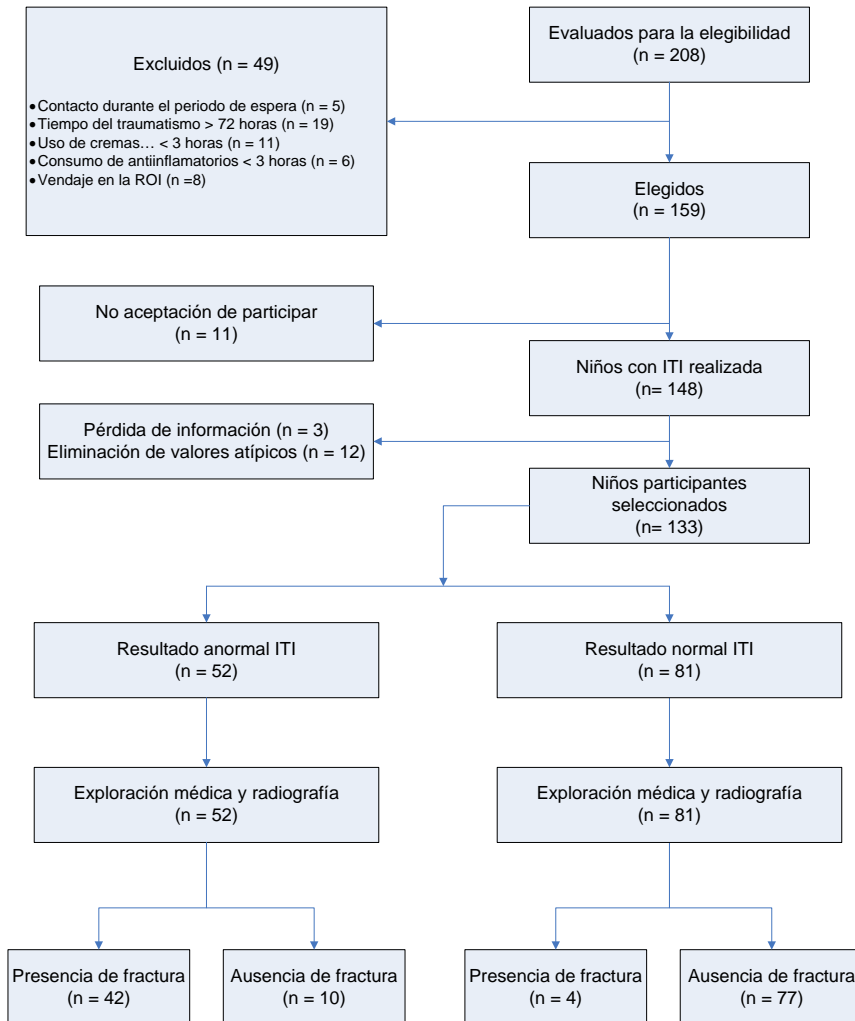 Evaluados para la elegibilidad
(n = 208)
Excluidos (n = 49)
•Contacto durante el periodo de espera (n = 5)
•Tiempo del traumatismo > 72 horas (n = 19)
•Uso de cremas… < 3 horas (n = 11)
•Consumo de antiinflamatorios < 3 horas (n = 6)
•Vendaje en la ROI (n =8)
Elegidos
(n = 159)
No aceptación de participar
(n = 11)
Niños con ITI realizada
(n= 148)
Pérdida de información (n = 3)
Eliminación de valores atípicos (n = 12)
Niños participantes
seleccionados
(n= 133)
Resultado anormal ITI
(n = 52)
Resultado normal ITI
(n = 81)
Exploración médica y radiografía
(n = 52)
Exploración médica y radiografía
(n = 81)
Presencia de fractura
(n = 42)
Ausencia de fractura
(n = 10)
Presencia de fractura
(n = 4)
Ausencia de fractura
(n = 77)